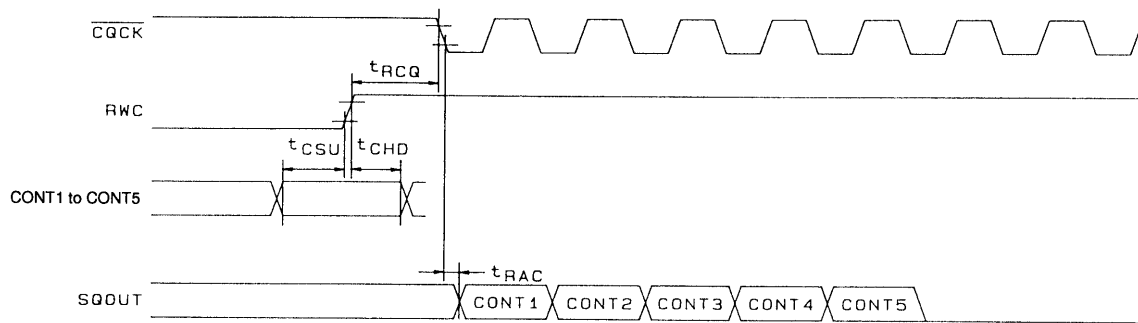 CQCK
tRCQ
RWC
tCSU tCHD
CONT1 to CONT5
tRAC
SQOUT CONT1 CONT2 CONT3 CONT4 CONT5